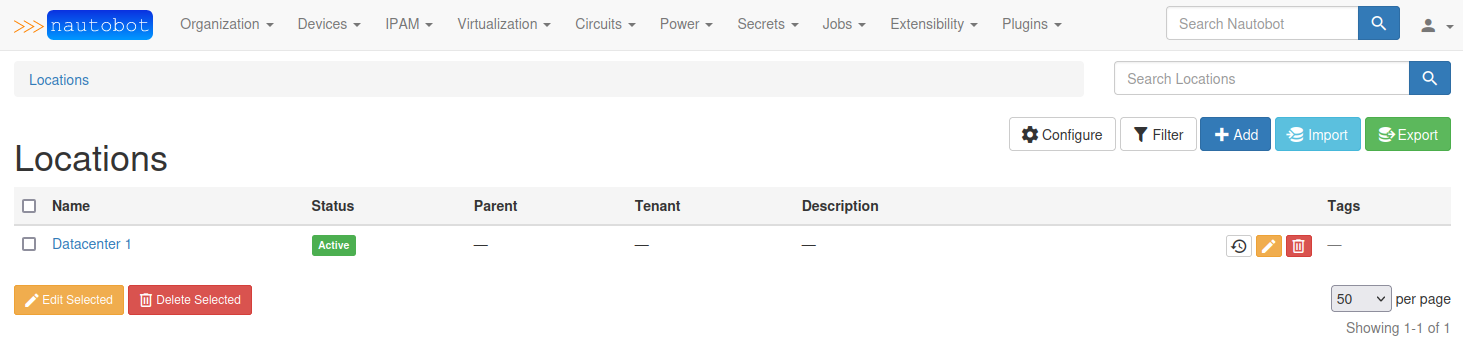 >>> nautobot Organization Devices IPAM Virtualization Circuits Power Secrets Jobs Extensibility Plugins Search Nautobot
Locations Search Locations
Configure Filter Add Import Export
Locations
Name Status Parent Tenant Description Tags
Datacenter 1 Active — — — —
Edit Selected Delete Selected 50 per page
Showing 1-1 of 1